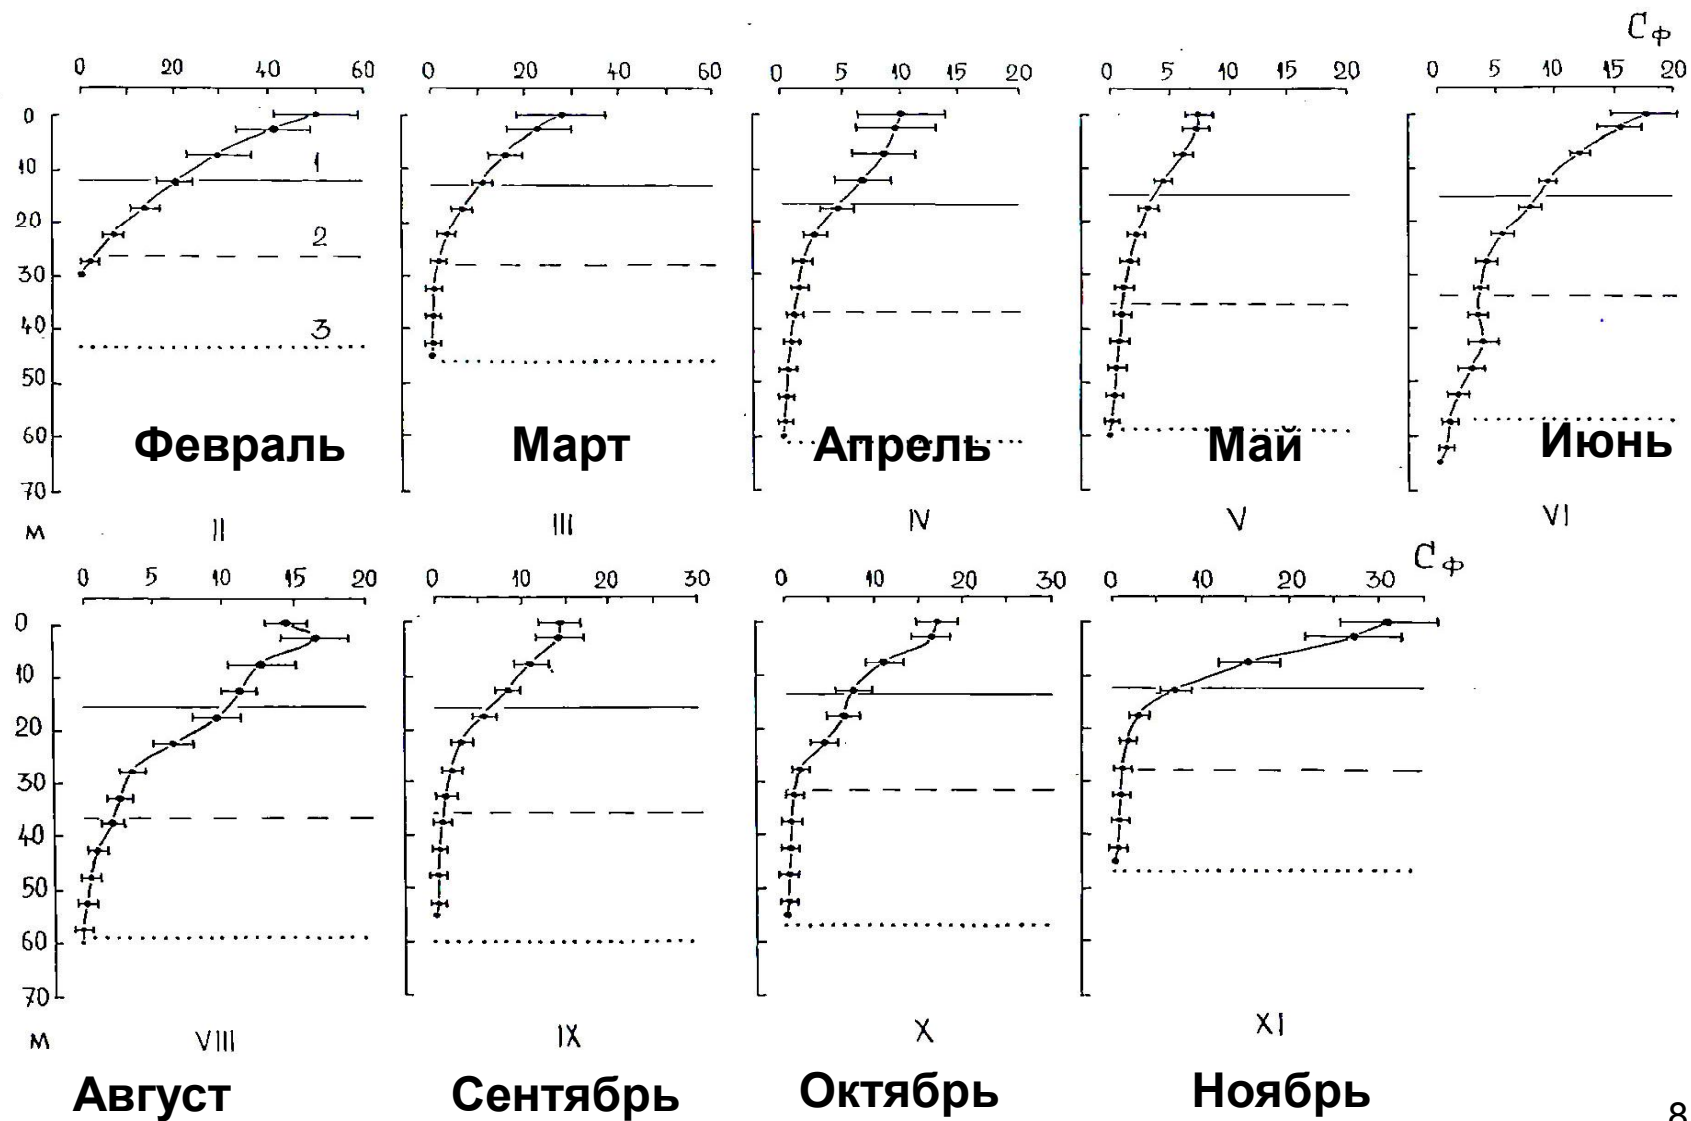 Cф
0 20 40 60
0 20 40 60
0 5 10 15 20
0 5 10 15 20
0 5 10 15 20
0
10
20
30
40
50
60
70
м
1
2
3
Февраль Март Апрель Май Июнь
II III IV V VI
Cф
0 5 10 15 20
0 10 20 30
0 10 20 30
0 10 20 30
0
10
20
30
40
50
60
70
м
VIII IX X XI
Август Сентябрь Октябрь Ноябрь
8